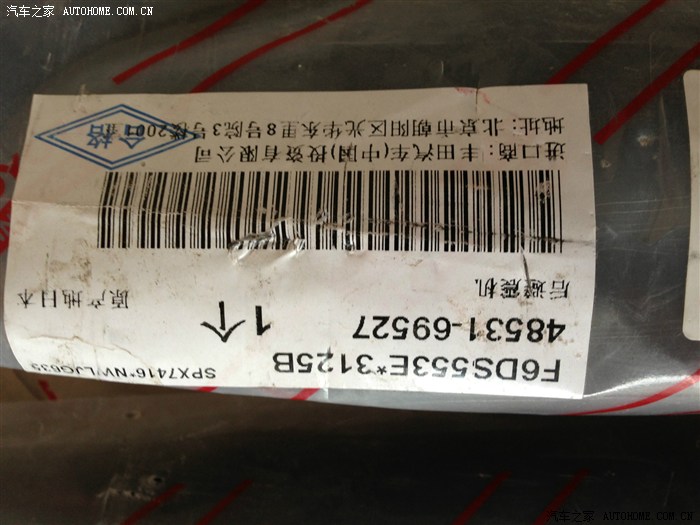 汽车之家 AUTOHOME.COM.CN
F6DS553E*3125B
SPX7416*NV
48531-69527
1个
后避震机
原产地日本
进口商：丰田汽车(中国)投资有限公司
地址：北京市朝阳区光华东里8号院3号楼2001室
合格
汽车之家 AUTOHOME.COM.CN